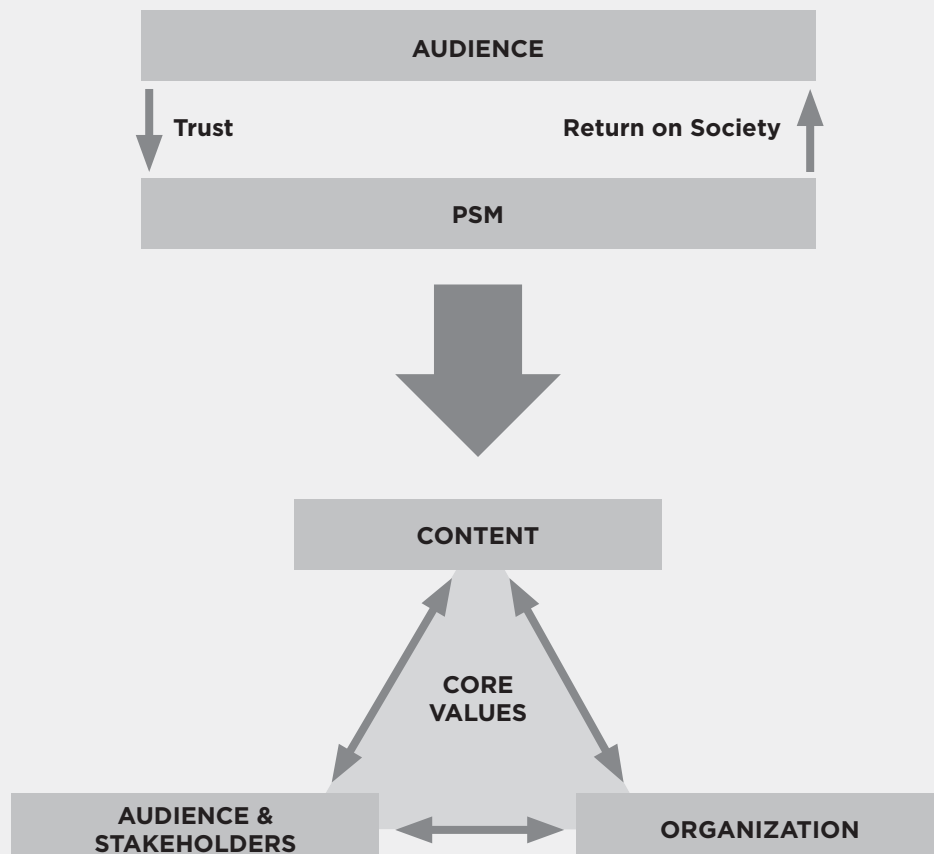 AUDIENCE
Trust
Return on Society
PSM
CONTENT
CORE
VALUES
AUDIENCE &
STAKEHOLDERS
ORGANIZATION